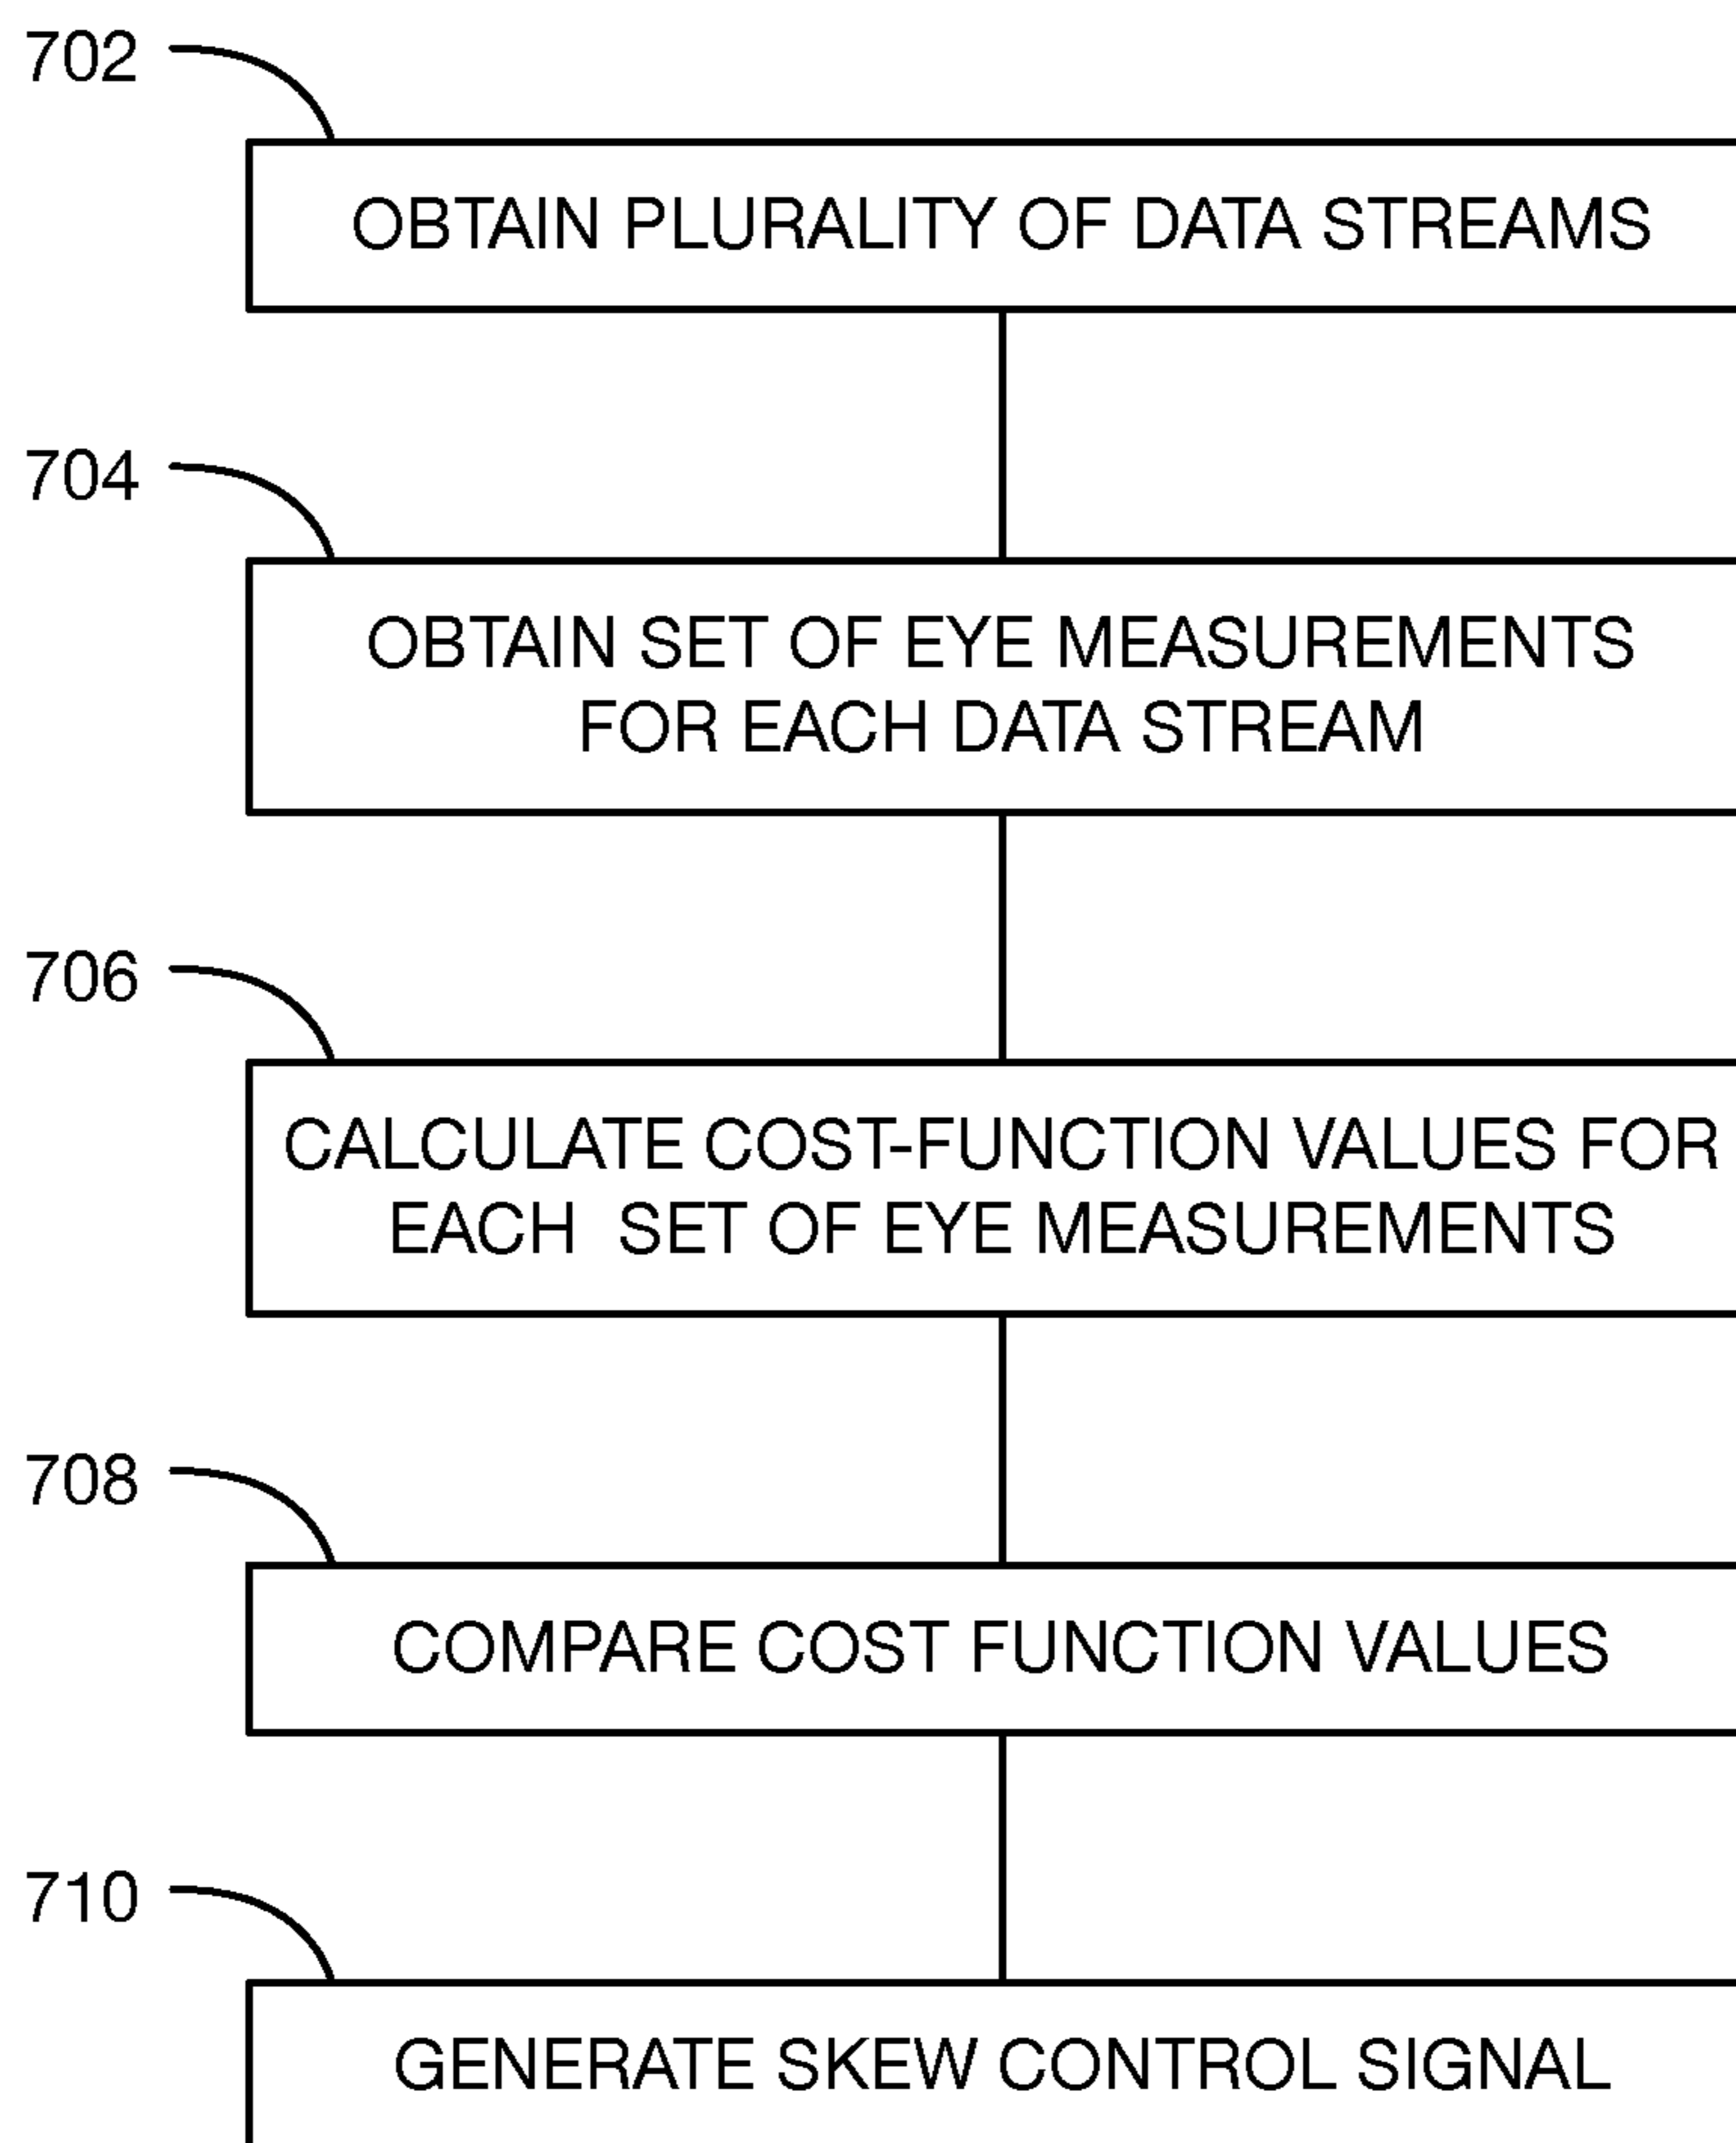 702
OBTAIN PLURALITY OF DATA STREAMS
704
OBTAIN SET OF EYE MEASUREMENTS
FOR EACH DATA STREAM
706
CALCULATE COST-FUNCTION VALUES FOR
EACH  SET OF EYE MEASUREMENTS
708
COMPARE COST FUNCTION VALUES
710
GENERATE SKEW CONTROL SIGNAL